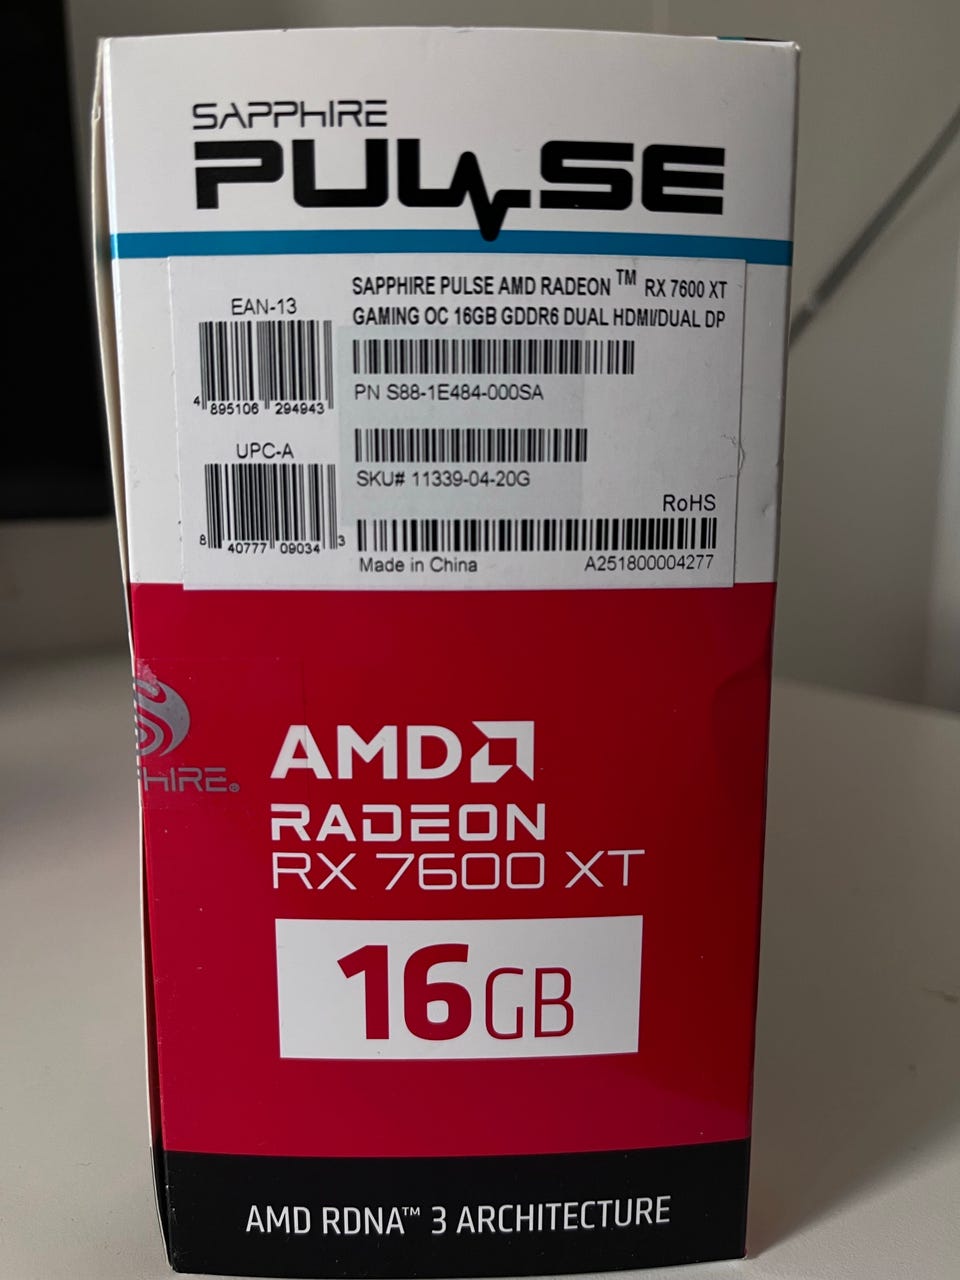 SAPPHIRE
PULSE
SAPPHIRE PULSE AMD RADEON ™ RX 7600 XT
GAMING OC 16GB GDDR6 DUAL HDMI/DUAL DP
EAN-13
4 895106 294943
PN S88-1E484-000SA
UPC-A
8 40777 09034 3
SKU# 11339-04-20G
RoHS
Made in China A251800004277
PHIRE®
AMD
RADEON
RX 7600 XT
16GB
AMD RDNA™ 3 ARCHITECTURE